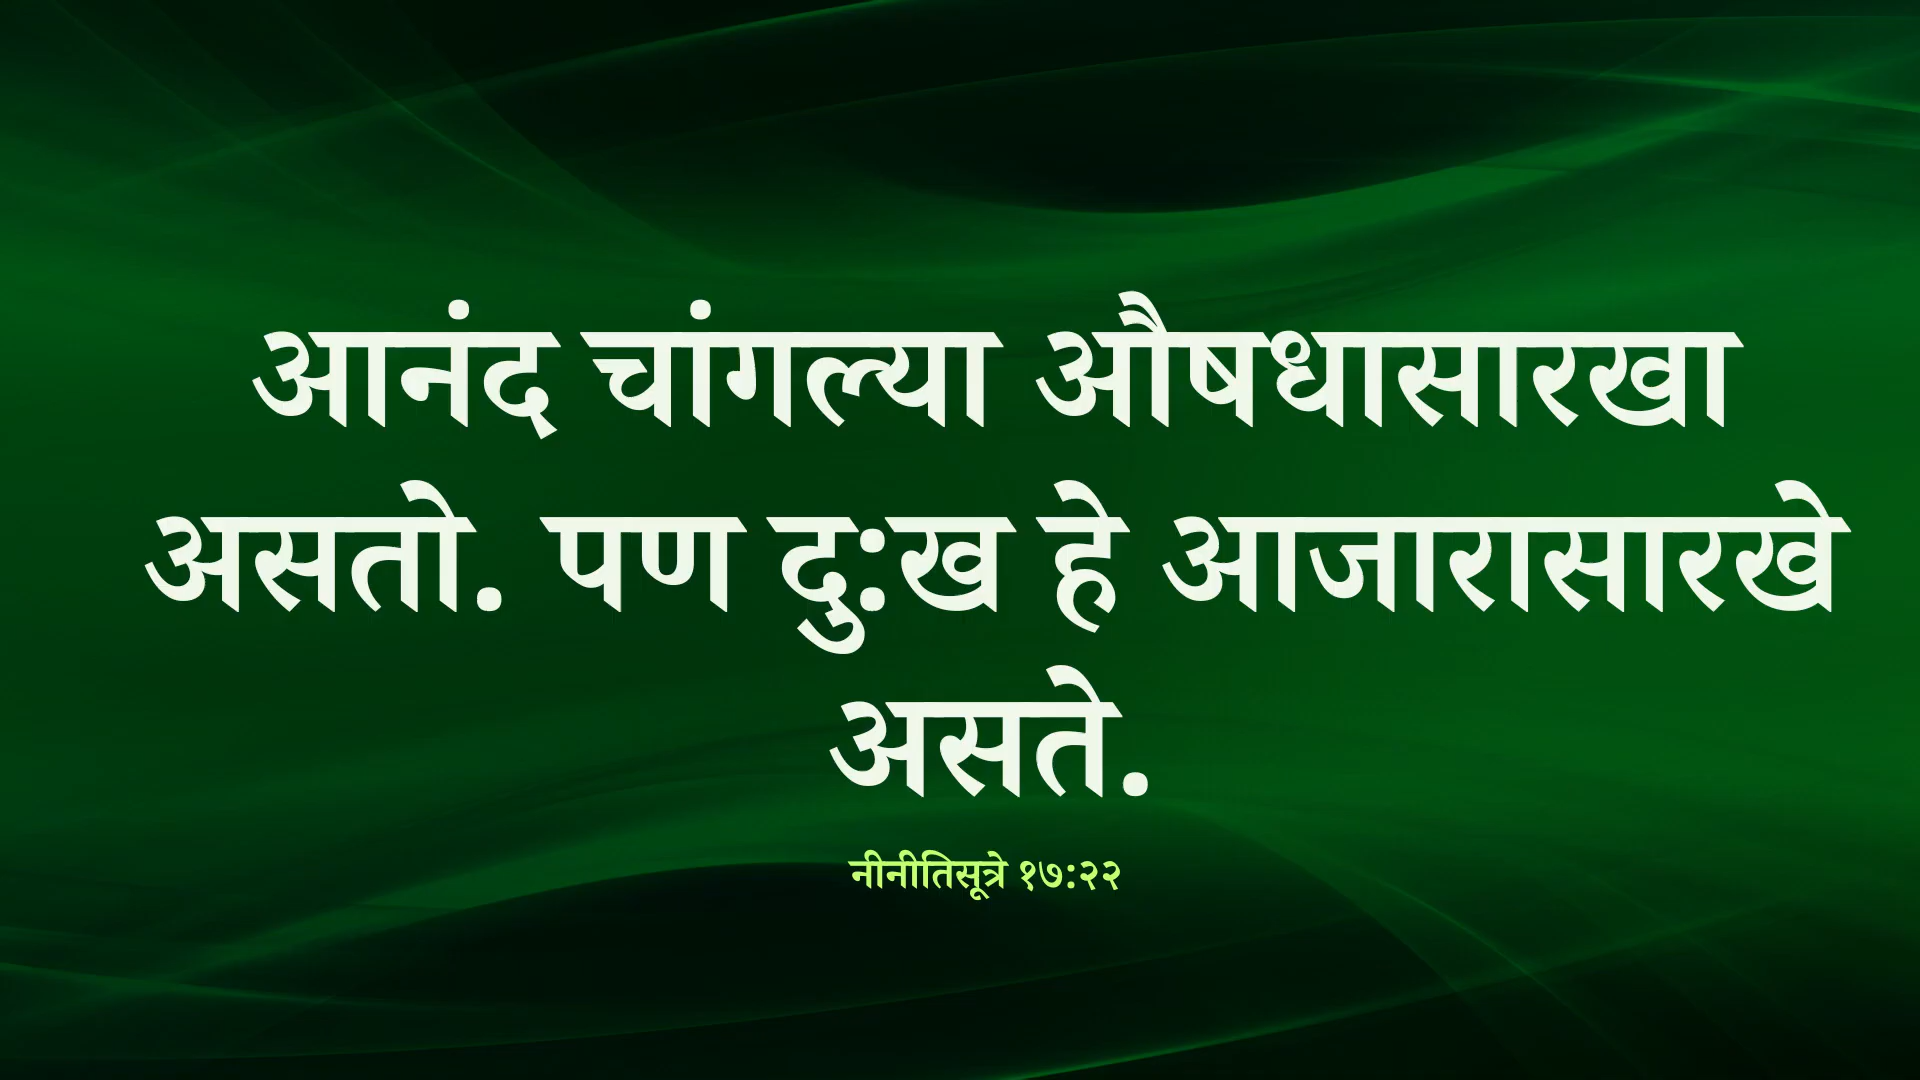 आनंद चांगल्या औषधासारखा
असतो. पण दु:ख हे आजारासारखे
असते.
नीनीतिसूत्रे १७:२२